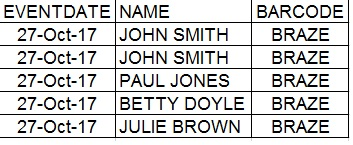 EVENTDATE NAME BARCODE
27-Oct-17 JOHN SMITH BRAZE
27-Oct-17 JOHN SMITH BRAZE
27-Oct-17 PAUL JONES BRAZE
27-Oct-17 BETTY DOYLE BRAZE
27-Oct-17 JULIE BROWN BRAZE